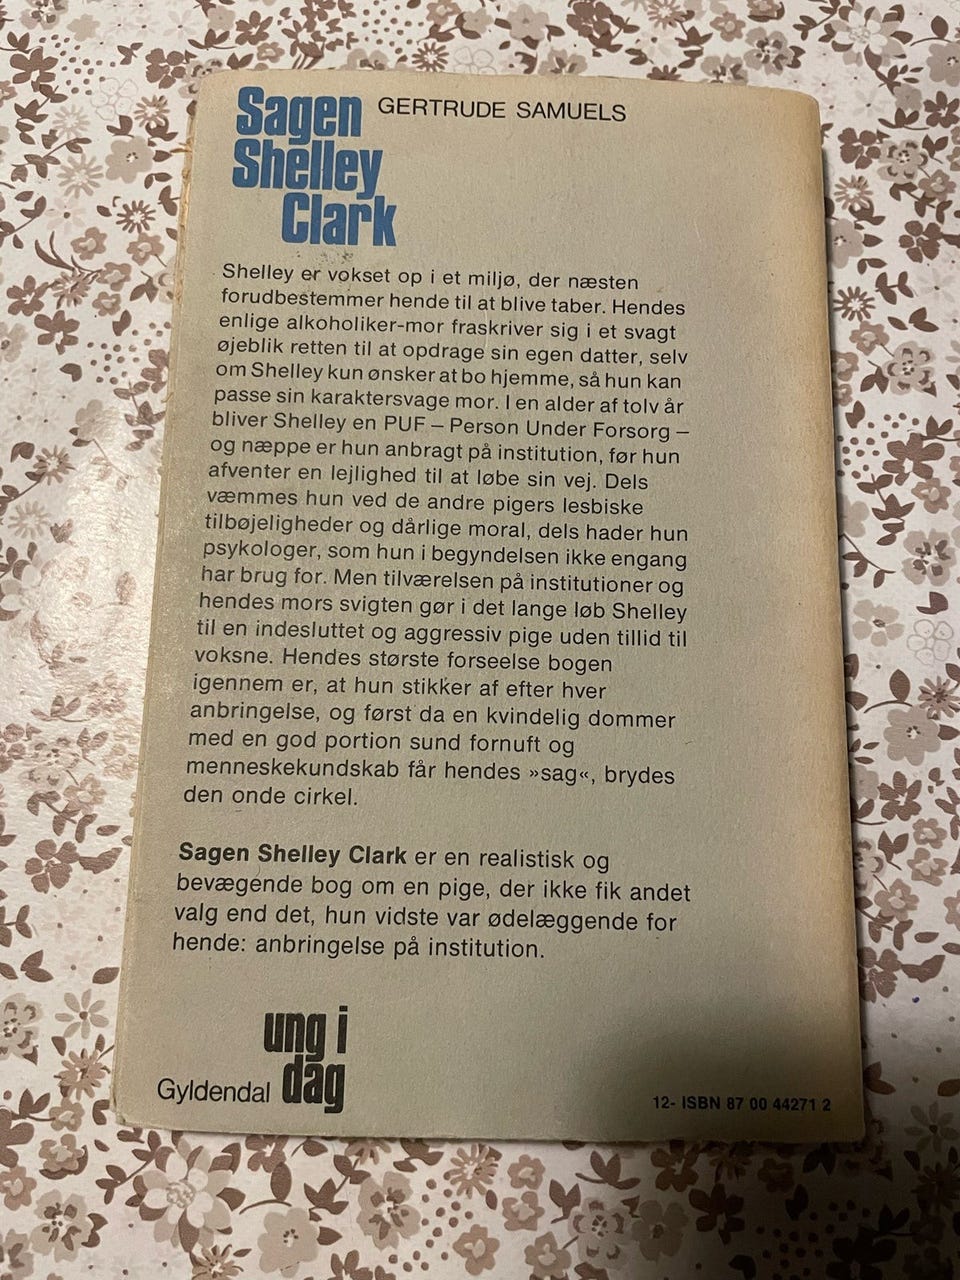 Sagen
Shelley
Clark
GERTRUDE SAMUELS
Shelley er vokset op i et miljø, der næsten
forudbestemmer hende til at blive taber. Hendes
enlige alkoholiker-mor fraskriver sig i et svagt
øjeblik retten til at opdrage sin egen datter, selv
om Shelley kun ønsker at bo hjemme, så hun kan
passe sin karaktersvage mor. I en alder af tolv år
bliver Shelley en PUF – Person Under Forsorg –
og næppe er hun anbragt på institution, før hun
afventer en lejlighed til at løbe sin vej. Dels
væmmes hun ved de andre pigers lesbiske
tilbøjeligheder og dårlige moral, dels hader hun
psykologer, som hun i begyndelsen ikke engang
har brug for. Men tilværelsen på institutioner og
hendes mors svigten gør i det lange løb Shelley
til en indesluttet og aggressiv pige uden tillid til
voksne. Hendes største forseelse bogen
igennem er, at hun stikker af efter hver
anbringelse, og først da en kvindelig dommer
med en god portion sund fornuft og
menneskekundskab får hendes »sag«, brydes
den onde cirkel.
Sagen Shelley Clark er en realistisk og
bevægende bog om en pige, der ikke fik andet
valg end det, hun vidste var ødelæggende for
hende: anbringelse på institution.
ung i
dag
Gyldendal
12- ISBN 87 00 44271 2